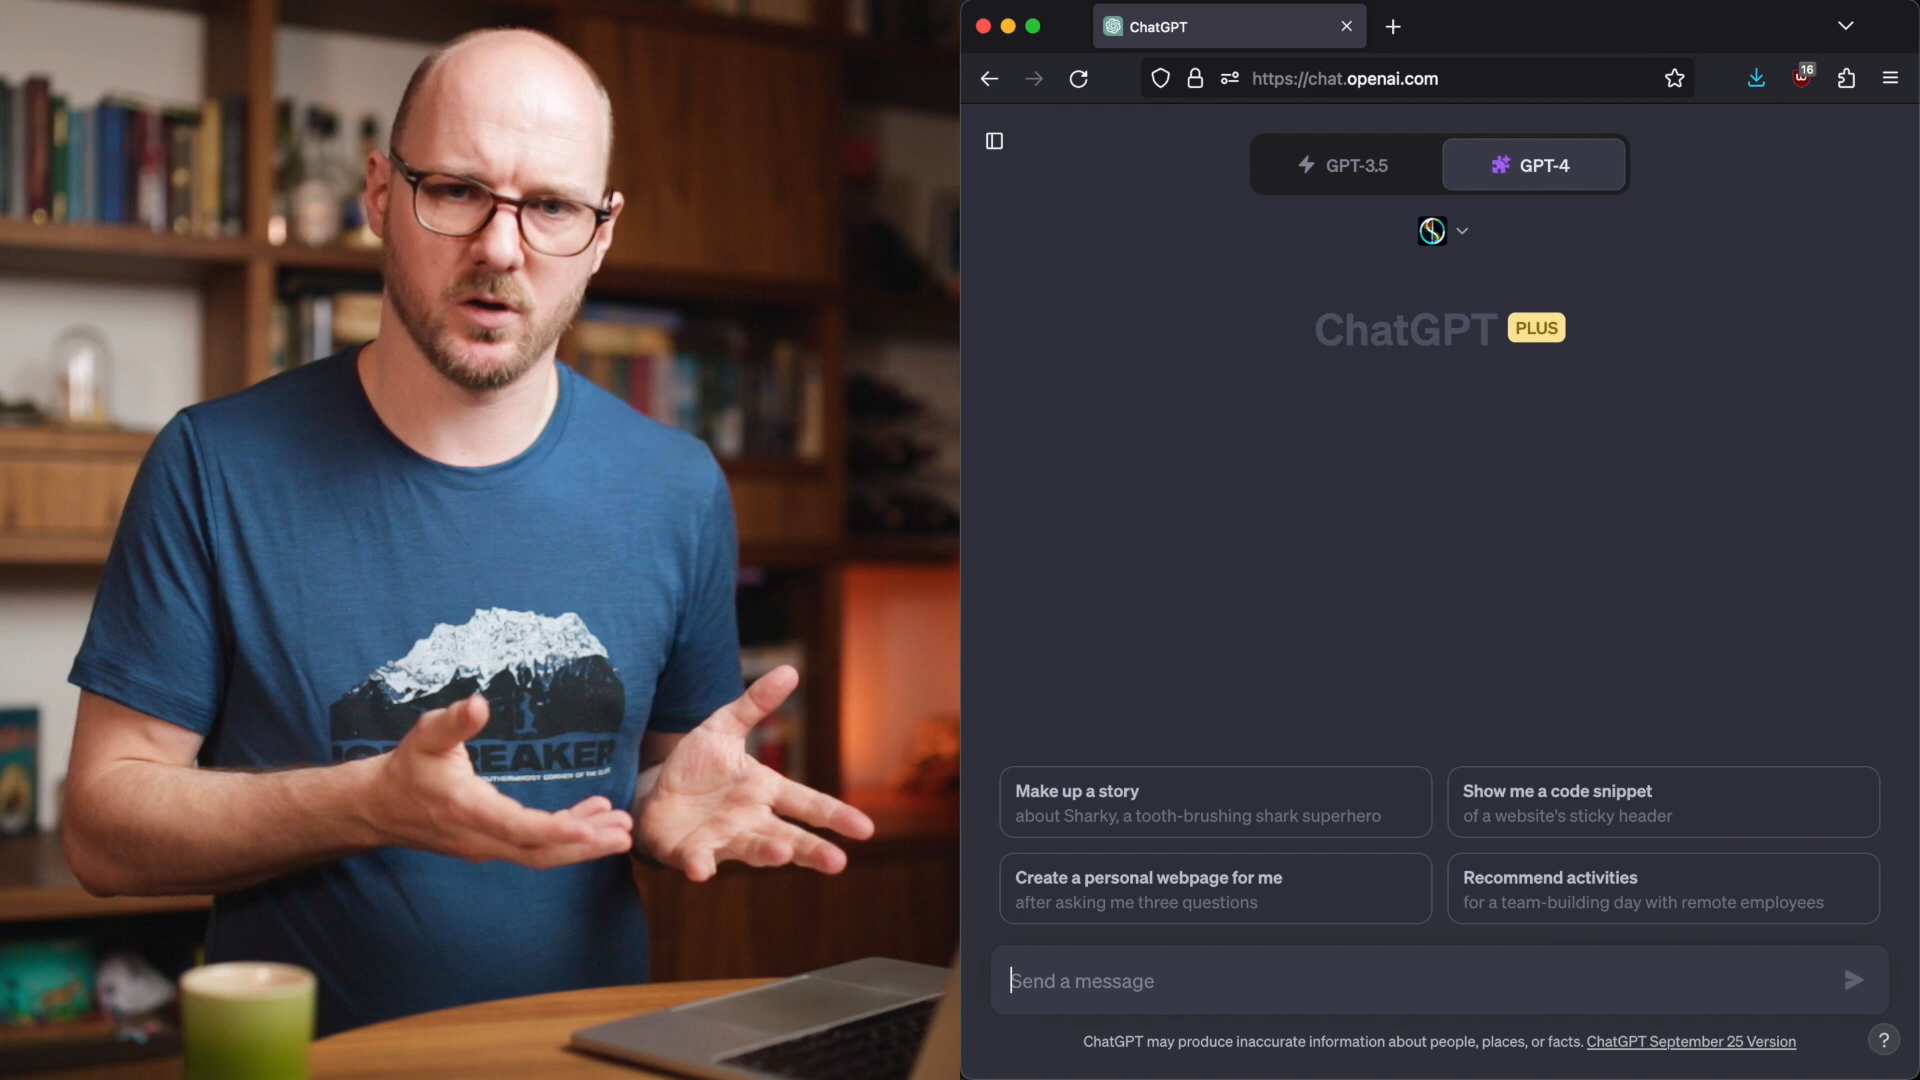 ChatGPT
https://chat.openai.com
16
GPT-3.5
GPT-4
ChatGPT PLUS
Make up a story
about Sharky, a tooth-brushing shark superhero
Show me a code snippet
of a website's sticky header
Create a personal webpage for me
after asking me three questions
Recommend activities
for a team-building day with remote employees
Send a message
ChatGPT may produce inaccurate information about people, places, or facts. ChatGPT September 25 Version
?
EAKER
CORNER OF THE